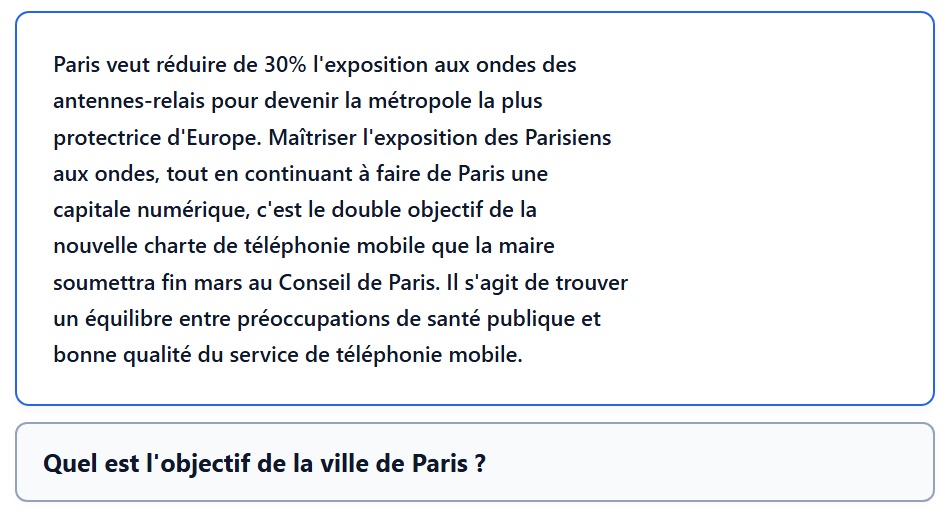 Paris veut réduire de 30% l'exposition aux ondes des
antennes-relais pour devenir la métropole la plus
protectrice d'Europe. Maîtriser l'exposition des Parisiens
aux ondes, tout en continuant à faire de Paris une
capitale numérique, c'est le double objectif de la
nouvelle charte de téléphonie mobile que la maire
soumettra fin mars au Conseil de Paris. Il s'agit de trouver
un équilibre entre préoccupations de santé publique et
bonne qualité du service de téléphonie mobile.
Quel est l'objectif de la ville de Paris ?